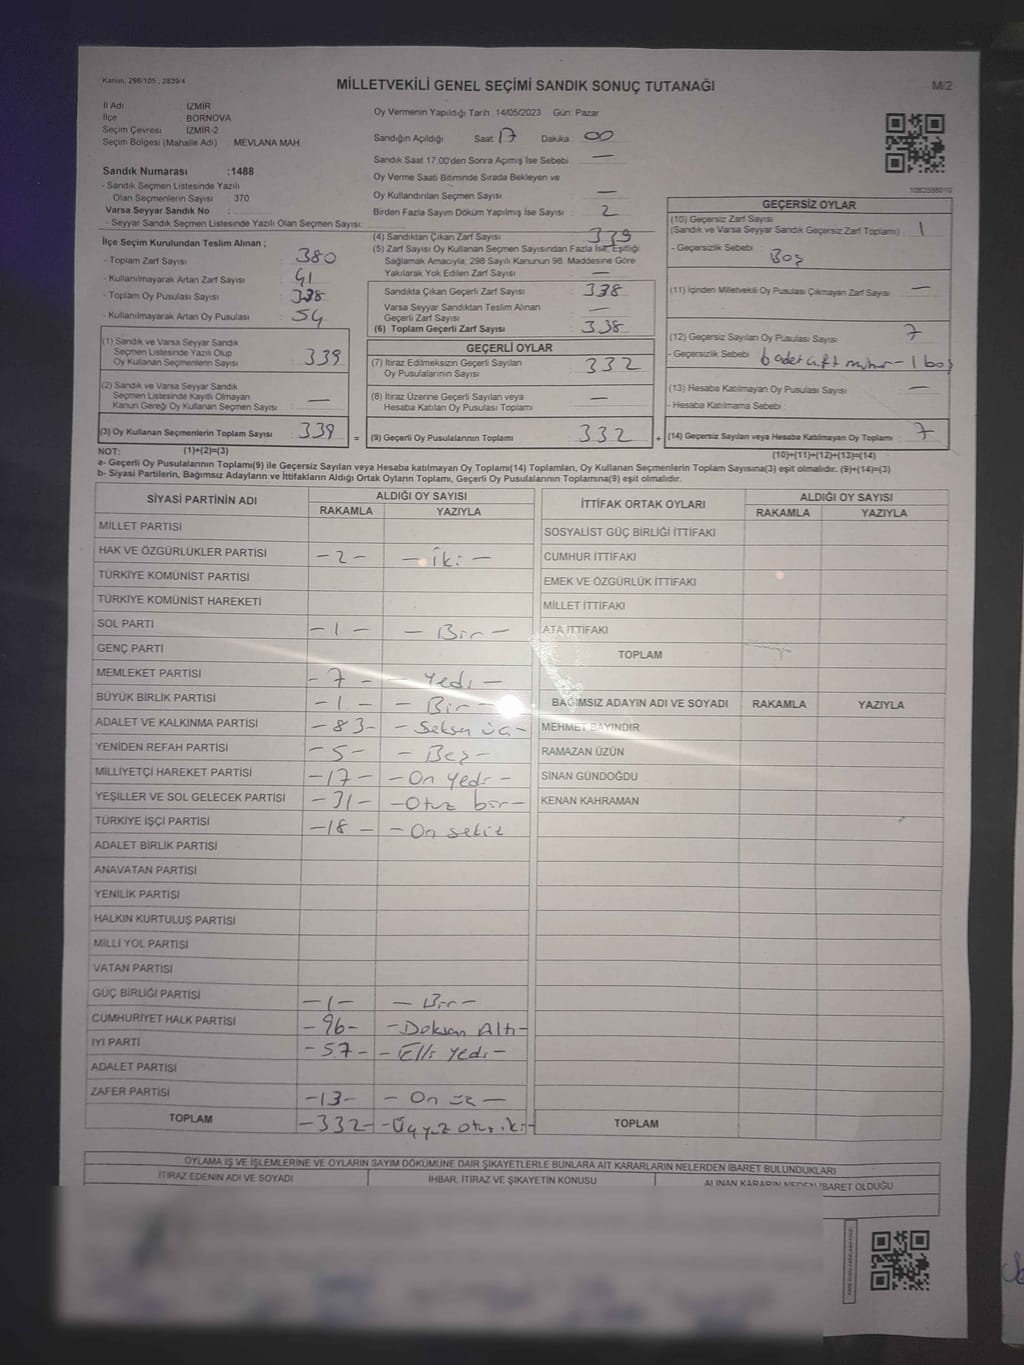 Kanun, 298/105 , 2839/4
MİLLETVEKİLİ GENEL SEÇİMİ SANDIK SONUÇ TUTANAĞI
M/2
İl Adı : İZMİR
İlçe : BORNOVA
Seçim Çevresi : İZMİR-2
Seçim Bölgesi (Mahalle Adı) : MEVLANA MAH
Sandık Numarası :1488
- Sandık Seçmen Listesinde Yazılı
Olan Seçmenlerin Sayısı : 370
Varsa Seyyar Sandık No :
- Seyyar Sandık Seçmen Listesinde Yazılı Olan Seçmen Sayısı:
İlçe Seçim Kurulundan Teslim Alınan ;
- Toplam Zarf Sayısı : 380
- Kullanılmayarak Artan Zarf Sayısı : 41
- Toplam Oy Pusulası Sayısı :
- Kullanılmayarak Artan Oy Pusulası : 54
(1) Sandık ve Varsa Seyyar Sandık
Seçmen Listesinde Yazılı Olup
Oy Kullanan Seçmenlerin Sayısı : 339
(2) Sandık ve Varsa Seyyar Sandık
Seçmen Listesinde Kayıtlı Olmayan
Kanun Gereği Oy Kullanan Seçmen Sayısı : —
(3) Oy Kullanan Seçmenlerin Toplam Sayısı : 339
Oy Vermenin Yapıldığı Tarih :14/05/2023 Gün: Pazar
Sandığın Açıldığı Saat : 17 Dakika : 00
Sandık Saat 17:00'den Sonra Açılmış İse Sebebi : —
Oy Verme Saati Bitiminde Sırada Bekleyen ve
Oy Kullandırılan Seçmen Sayısı : —
Birden Fazla Sayım Döküm Yapılmış İse Sayısı : 2
(4) Sandıktan Çıkan Zarf Sayısı : 339
(5) Zarf Sayısı Oy Kullanan Seçmen Sayısından Fazla İse, Eşitliği
Sağlamak Amacıyla, 298 Sayılı Kanunun 98. Maddesine Göre
Yakılarak Yok Edilen Zarf Sayısı : —
Sandıkta Çıkan Geçerli Zarf Sayısı : 338
Varsa Seyyar Sandıktan Teslim Alınan
Geçerli Zarf Sayısı : —
(6) Toplam Geçerli Zarf Sayısı : 338
GEÇERLİ OYLAR
(7) İtiraz Edilmeksizin Geçerli Sayılan
Oy Pusulalarının Sayısı : 332
(8) İtiraz Üzerine Geçerli Sayılan veya
Hesaba Katılan Oy Pusulası Toplamı : —
= (9) Geçerli Oy Pusulalarının Toplamı : 332
1062588010
GEÇERSİZ OYLAR
(10) Geçersiz Zarf Sayısı
(Sandık ve Varsa Seyyar Sandık Geçersiz Zarf Toplamı) : 1
- Geçersizlik Sebebi : Boş
(11) İçinden Milletvekili Oy Pusulası Çıkmayan Zarf Sayısı : —
(12) Geçersiz Sayılan Oy Pusulası Sayısı : 7
- Geçersizlik Sebebi : 6 adet çift mühür - 1 boş
(13) Hesaba Katılmayan Oy Pusulası Sayısı : —
- Hesaba Katılmama Sebebi :
+ (14) Geçersiz Sayılan veya Hesaba Katılmayan Oy Toplamı : 7
NOT: (1)+(2)=(3)
(10)+(11)+(12)+(13)=(14)
a- Geçerli Oy Pusulalarının Toplamı(9) ile Geçersiz Sayılan veya Hesaba katılmayan Oy Toplamı(14) Toplamları, Oy Kullanan Seçmenlerin Toplam Sayısına(3) eşit olmalıdır. (9)+(14)=(3)
b- Siyasi Partilerin, Bağımsız Adayların ve İttifakların Aldığı Ortak Oyların Toplamı, Geçerli Oy Pusulalarının Toplamına(9) eşit olmalıdır.
SİYASİ PARTİNİN ADI ALDIĞI OY SAYISI
RAKAMLA YAZIYLA
MİLLET PARTİSİ
HAK VE ÖZGÜRLÜKLER PARTİSİ -2- - İki -
TÜRKİYE KOMÜNİST PARTİSİ
TÜRKİYE KOMÜNİST HAREKETİ
SOL PARTİ -1- - Bir -
GENÇ PARTİ
MEMLEKET PARTİSİ -7- - Yedi -
BÜYÜK BİRLİK PARTİSİ -1- - Bir -
ADALET VE KALKINMA PARTİSİ -83- - Seksen üç -
YENİDEN REFAH PARTİSİ -5- - Beş -
MİLLİYETÇİ HAREKET PARTİSİ -17- - On Yedi -
YEŞİLLER VE SOL GELECEK PARTİSİ -31- - Otuz bir -
TÜRKİYE İŞÇİ PARTİSİ -18- - On sekiz
ADALET BİRLİK PARTİSİ
ANAVATAN PARTİSİ
YENİLİK PARTİSİ
HALKIN KURTULUŞ PARTİSİ
MİLLİ YOL PARTİSİ
VATAN PARTİSİ
GÜÇ BİRLİĞİ PARTİSİ -1- - Bir -
CUMHURİYET HALK PARTİSİ -96- - Doksan Altı -
İYİ PARTİ -57- - Elli Yedi -
ADALET PARTİSİ
ZAFER PARTİSİ -13- - On üç -
TOPLAM -332- - Üçyüz otuz iki -
İTTİFAK ORTAK OYLARI ALDIĞI OY SAYISI
RAKAMLA YAZIYLA
SOSYALİST GÜÇ BİRLİĞİ İTTİFAKI
CUMHUR İTTİFAKI
EMEK VE ÖZGÜRLÜK İTTİFAKI
MİLLET İTTİFAKI
ATA İTTİFAKI
TOPLAM
BAĞIMSIZ ADAYIN ADI VE SOYADI RAKAMLA YAZIYLA
MEHMET BAYINDIR
RAMAZAN ÜZÜN
SİNAN GÜNDOĞDU
KENAN KAHRAMAN
TOPLAM
OYLAMA İŞ VE İŞLEMLERİNE VE OYLARIN SAYIM DÖKÜMÜNE DAİR ŞİKAYETLERLE BUNLARA AİT KARARLARIN NELERDEN İBARET BULUNDUKLARI
İTİRAZ EDENİN ADI VE SOYADI İHBAR, İTİRAZ VE ŞİKAYETİN KONUSU ALINAN KARARIN NEDEN İBARET OLDUĞU